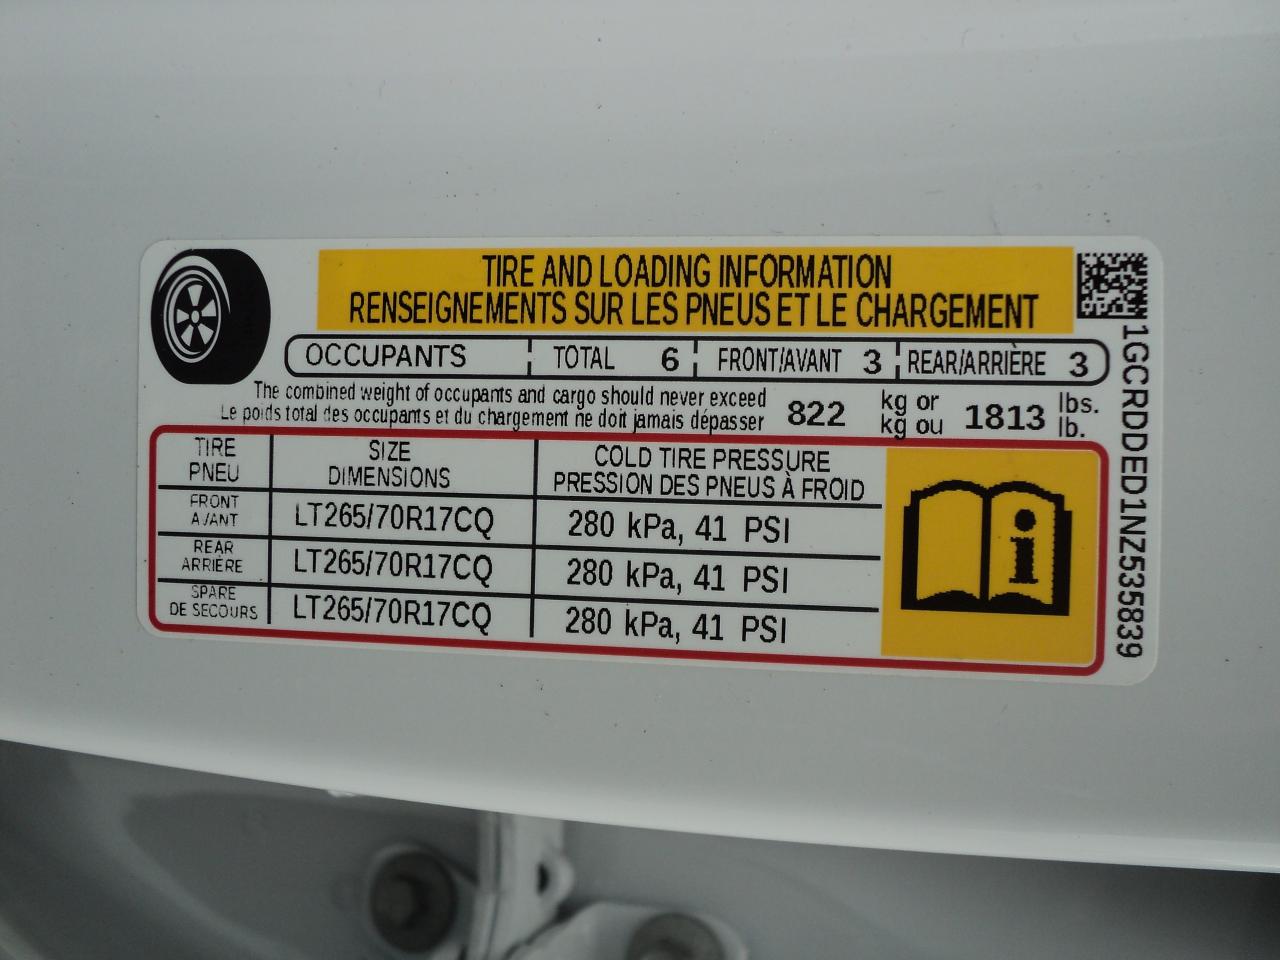 TIRE AND LOADING INFORMATION
RENSEIGNEMENTS SUR LES PNEUS ET LE CHARGEMENT
OCCUPANTS TOTAL 6 FRONT/AVANT 3 REAR/ARRIÈRE 3
The combined weight of occupants and cargo should never exceed 822 kg or 1813 lbs.
Le poids total des occupants et du chargement ne doit jamais dépasser kg ou lb.
TIRE SIZE COLD TIRE PRESSURE
PNEU DIMENSIONS PRESSION DES PNEUS À FROID
FRONT
AVANT LT265/70R17CQ 280 kPa, 41 PSI
REAR
ARRIÈRE LT265/70R17CQ 280 kPa, 41 PSI
SPARE
DE SECOURS LT265/70R17CQ 280 kPa, 41 PSI
i
1GCRDDED1NZ535839